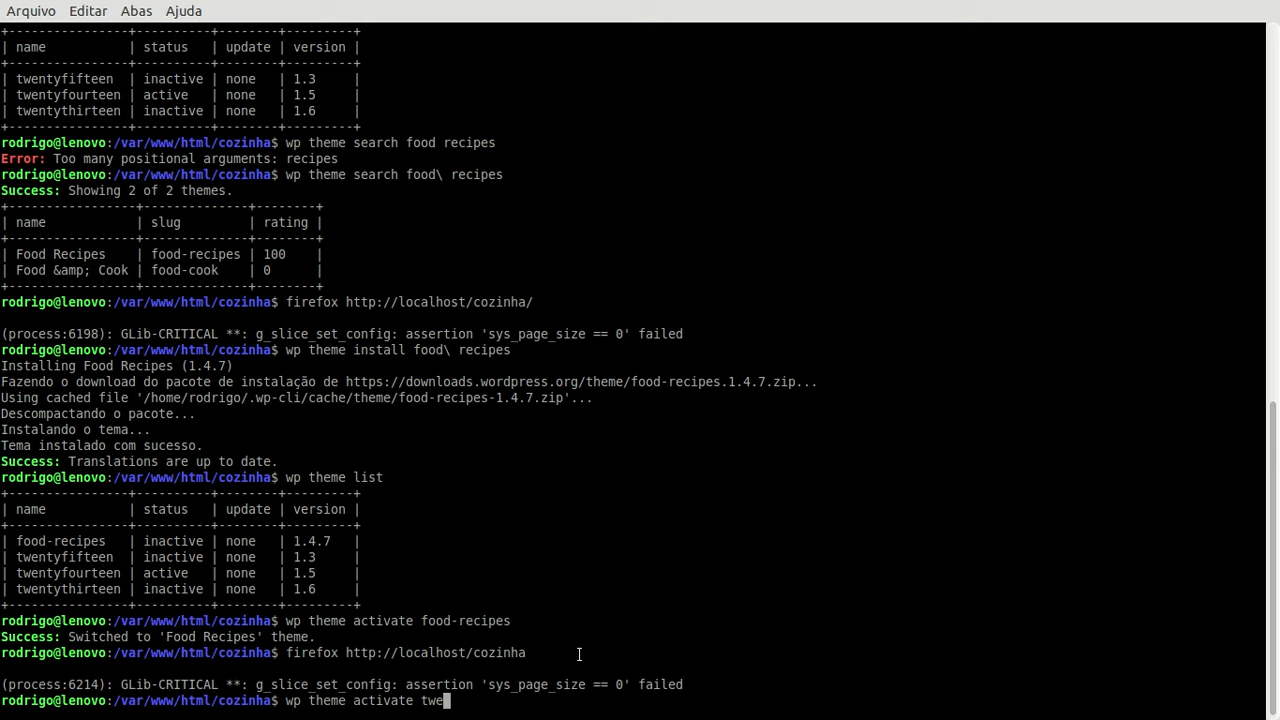 Arquivo Editar Abas Ajuda
+----------------+----------+--------+---------+
| name           | status   | update | version |
+----------------+----------+--------+---------+
| twentyfifteen  | inactive | none   | 1.3     |
| twentyfourteen | active   | none   | 1.5     |
| twentythirteen | inactive | none   | 1.6     |
+----------------+----------+--------+---------+
rodrigo@lenovo:/var/www/html/cozinha$ wp theme search food recipes
Error: Too many positional arguments: recipes
rodrigo@lenovo:/var/www/html/cozinha$ wp theme search food\ recipes
Success: Showing 2 of 2 themes.
+-----------------+--------------+--------+
| name            | slug         | rating |
+-----------------+--------------+--------+
| Food Recipes    | food-recipes | 100    |
| Food &amp; Cook | food-cook    | 0      |
+-----------------+--------------+--------+
rodrigo@lenovo:/var/www/html/cozinha$ firefox http://localhost/cozinha/
(process:6198): GLib-CRITICAL **: g_slice_set_config: assertion 'sys_page_size == 0' failed
rodrigo@lenovo:/var/www/html/cozinha$ wp theme install food\ recipes
Installing Food Recipes (1.4.7)
Fazendo o download do pacote de instalação de https://downloads.wordpress.org/theme/food-recipes.1.4.7.zip...
Using cached file '/home/rodrigo/.wp-cli/cache/theme/food-recipes-1.4.7.zip'...
Descompactando o pacote...
Instalando o tema...
Tema instalado com sucesso.
Success: Translations are up to date.
rodrigo@lenovo:/var/www/html/cozinha$ wp theme list
+----------------+----------+--------+---------+
| name           | status   | update | version |
+----------------+----------+--------+---------+
| food-recipes   | inactive | none   | 1.4.7   |
| twentyfifteen  | inactive | none   | 1.3     |
| twentyfourteen | active   | none   | 1.5     |
| twentythirteen | inactive | none   | 1.6     |
+----------------+----------+--------+---------+
rodrigo@lenovo:/var/www/html/cozinha$ wp theme activate food-recipes
Success: Switched to 'Food Recipes' theme.
rodrigo@lenovo:/var/www/html/cozinha$ firefox http://localhost/cozinha
(process:6214): GLib-CRITICAL **: g_slice_set_config: assertion 'sys_page_size == 0' failed
rodrigo@lenovo:/var/www/html/cozinha$ wp theme activate twe